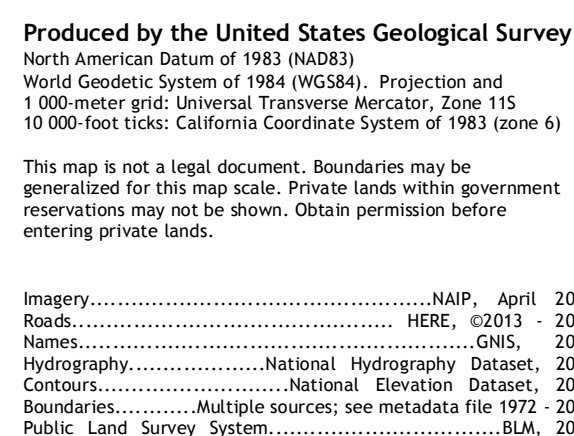 Produced by the United States Geological Survey
North American Datum of 1983 (NAD83)
World Geodetic System of 1984 (WGS84). Projection and
1 000-meter grid: Universal Transverse Mercator, Zone 11S
10 000-foot ticks: California Coordinate System of 1983 (zone 6)
This map is not a legal document. Boundaries may be
generalized for this map scale. Private lands within government
reservations may not be shown. Obtain permission before
entering private lands.
Imagery..................................................NAIP, April 20
Roads............................................... HERE, ©2013 - 20
Names..........................................................GNIS, 20
Hydrography....................National Hydrography Dataset, 20
Contours............................National Elevation Dataset, 20
Boundaries............Multiple sources; see metadata file 1972 - 20
Public Land Survey System..................................BLM, 20